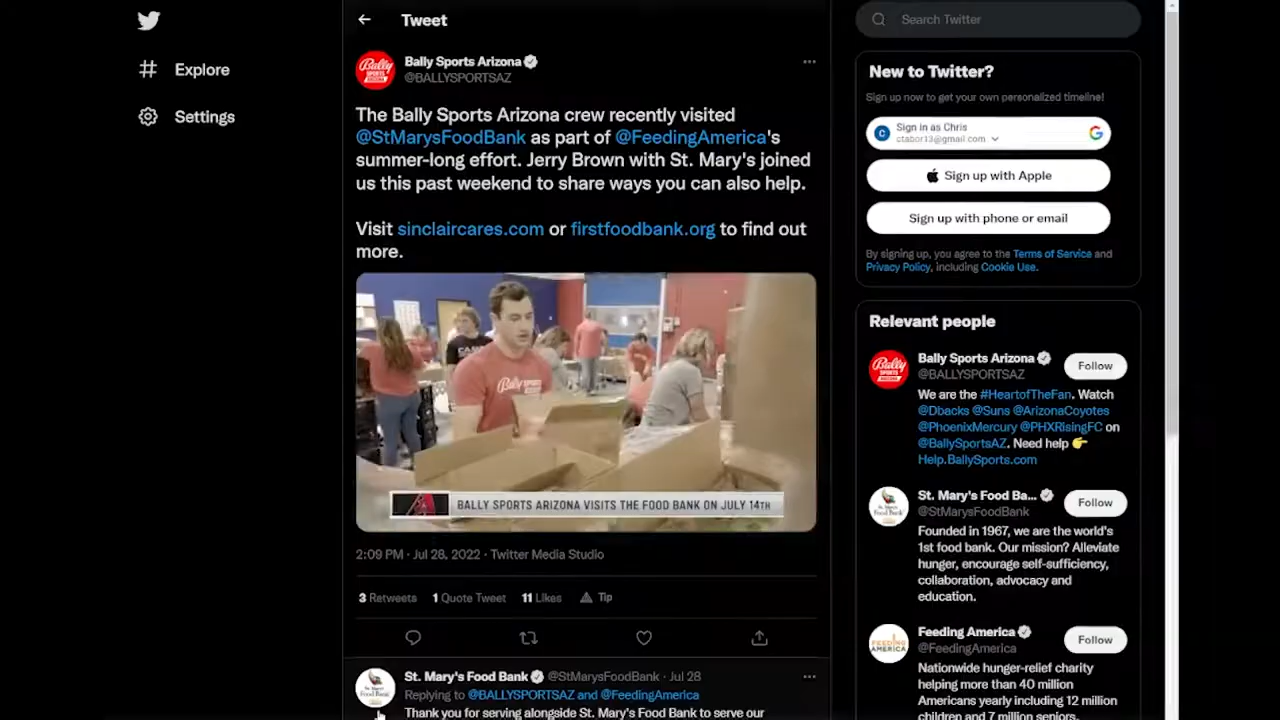 Tweet
Explore
Settings
Bally Sports Arizona
@BALLYSPORTSAZ
The Bally Sports Arizona crew recently visited
@StMarysFoodBank as part of @FeedingAmerica's
summer-long effort. Jerry Brown with St. Mary's joined
us this past weekend to share ways you can also help.
Visit sinclaircares.com or firstfoodbank.org to find out
more.
Bally
BALLY SPORTS ARIZONA VISITS THE FOOD BANK ON JULY 14TH
2:09 PM · Jul 28, 2022 · Twitter Media Studio
3 Retweets 1 Quote Tweet 11 Likes Tip
St. Mary's Food Bank @StMarysFoodBank · Jul 28
Replying to @BALLYSPORTSAZ and @FeedingAmerica
Thank you for serving alongside St. Mary's Food Bank to serve our
Search Twitter
New to Twitter?
Sign up now to get your own personalized timeline!
Sign in as Chris
ctabor13@gmail.com
Sign up with Apple
Sign up with phone or email
By signing up, you agree to the Terms of Service and
Privacy Policy, including Cookie Use.
Relevant people
Bally Sports Arizona
@BALLYSPORTSAZ
Follow
We are the #HeartofTheFan. Watch
@Dbacks @Suns @ArizonaCoyotes
@PhoenixMercury @PHXRisingFC on
@BallySportsAZ. Need help 👉
Help.BallySports.com
St. Mary's Food Ba...
@StMarysFoodBank
Follow
Founded in 1967, we are the world's
1st food bank. Our mission? Alleviate
hunger, encourage self-sufficiency,
collaboration, advocacy and
education.
Feeding America
@FeedingAmerica
Follow
Nationwide hunger-relief charity
helping more than 40 million
Americans yearly including 12 million
children and 7 million seniors.